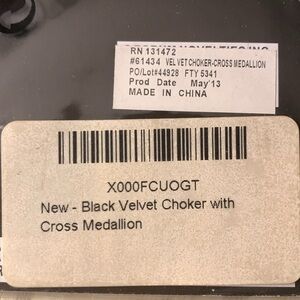 RN 131472
#61434 VELVET CHOKER-CROSS MEDALLION
PO/Lot#44928 FTY 5341
Prod Date May'13
MADE IN CHINA
X000FCUOGT
New - Black Velvet Choker with
Cross Medallion